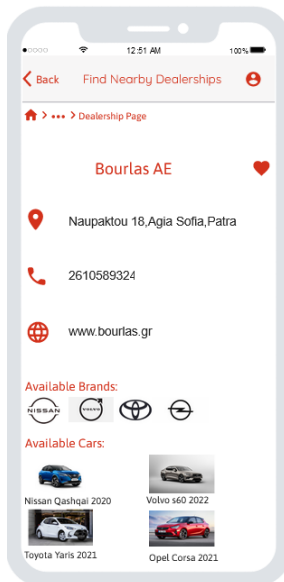 12:51 AM
100%
Back
Find Nearby Dealerships
Dealership Page
Bourlas AE
Naupaktou 18,Agia Sofia,Patra
2610589324
www.bourlas.gr
Available Brands:
NISSAN
VOLVO
Available Cars:
Nissan Qashqai 2020
Volvo s60 2022
Toyota Yaris 2021
Opel Corsa 2021